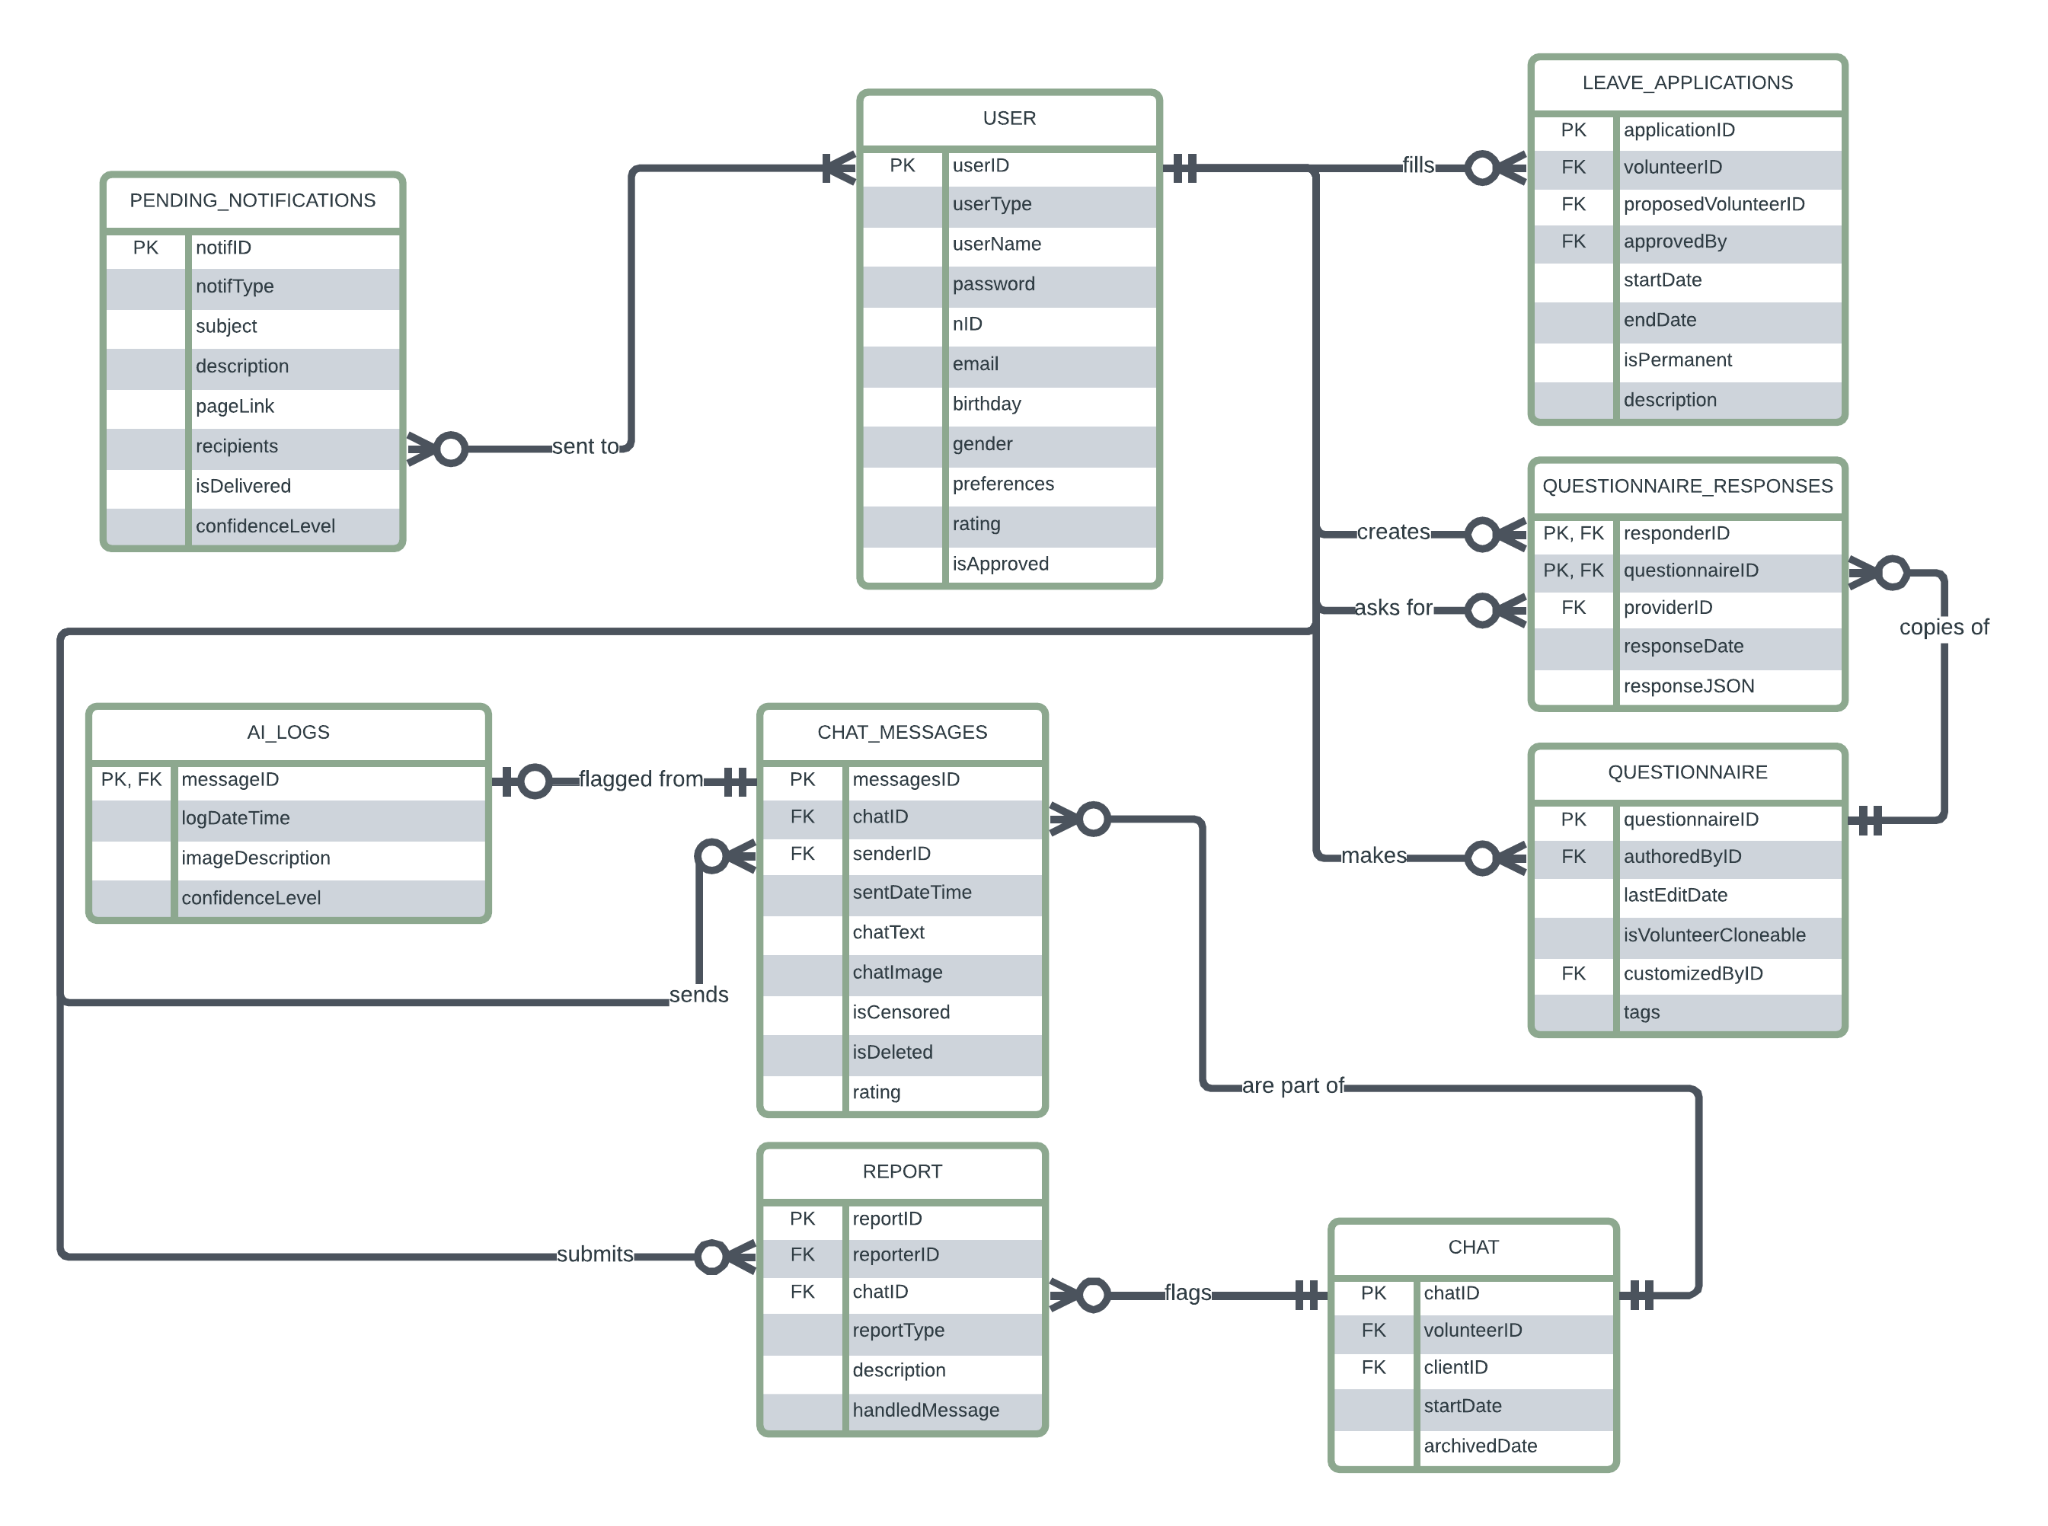 PENDING_NOTIFICATIONS
PK notifID
notifType
subject
description
pageLink
recipients
isDelivered
confidenceLevel
sent to
USER
PK userID
userType
userName
password
nID
email
birthday
gender
preferences
rating
isApproved
fills
creates
asks for
makes
LEAVE_APPLICATIONS
PK applicationID
FK volunteerID
FK proposedVolunteerID
FK approvedBy
startDate
endDate
isPermanent
description
QUESTIONNAIRE_RESPONSES
PK, FK responderID
PK, FK questionnaireID
FK providerID
responseDate
responseJSON
copies of
QUESTIONNAIRE
PK questionnaireID
FK authoredByID
lastEditDate
isVolunteerCloneable
FK customizedByID
tags
AI_LOGS
PK, FK messageID
logDateTime
imageDescription
confidenceLevel
flagged from
sends
CHAT_MESSAGES
PK messagesID
FK chatID
FK senderID
sentDateTime
chatText
chatImage
isCensored
isDeleted
rating
are part of
submits
REPORT
PK reportID
FK reporterID
FK chatID
reportType
description
handledMessage
flags
CHAT
PK chatID
FK volunteerID
FK clientID
startDate
archivedDate